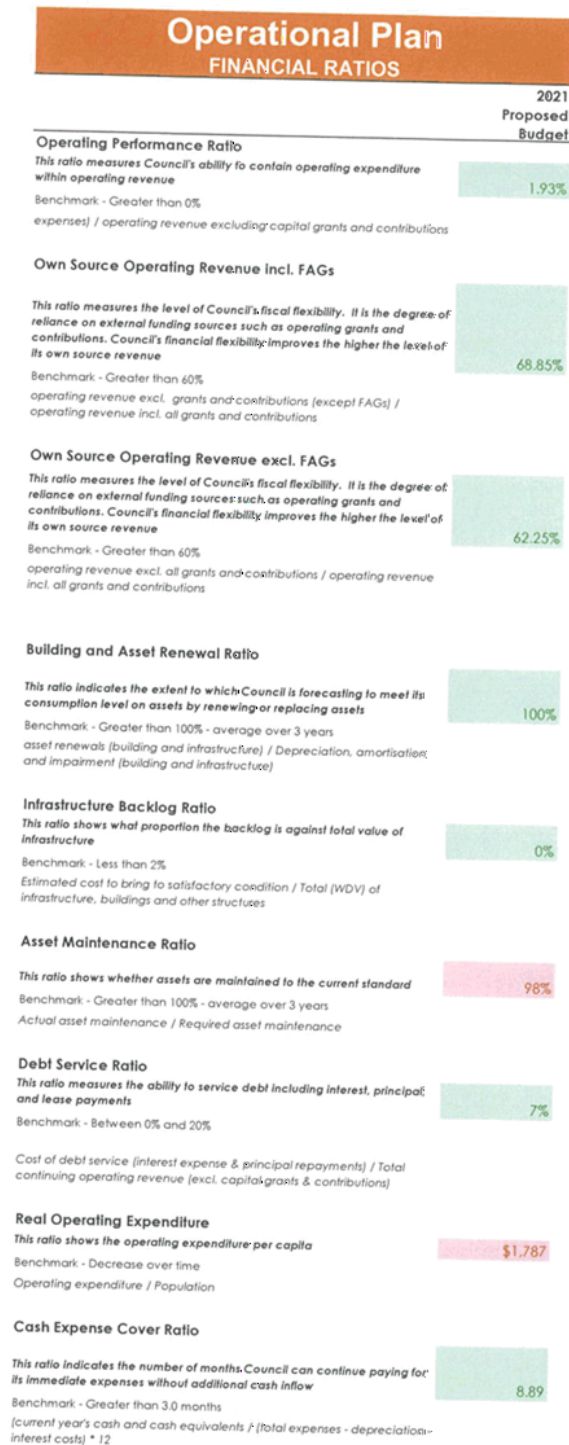 Operational Plan
FINANCIAL RATIOS
2021
Proposed
Budget
Operating Performance Ratio
This ratio measures Council's ability to contain operating expenditure
within operating revenue
1.93%
Benchmark - Greater than 0%
expenses) / operating revenue excluding capital grants and contributions
Own Source Operating Revenue incl. FAGs
This ratio measures the level of Council's fiscal flexibility. It is the degree of
reliance on external funding sources such as operating grants and
contributions. Council's financial flexibility improves the higher the level of
its own source revenue
68.85%
Benchmark - Greater than 60%
operating revenue excl. grants and contributions (except FAGs) /
operating revenue incl. all grants and contributions
Own Source Operating Revenue excl. FAGs
This ratio measures the level of Council's fiscal flexibility. It is the degree of
reliance on external funding sources such as operating grants and
contributions. Council's financial flexibility improves the higher the level of
its own source revenue
62.25%
Benchmark - Greater than 60%
operating revenue excl. all grants and contributions / operating revenue
incl. all grants and contributions
Building and Asset Renewal Ratio
This ratio indicates the extent to which Council is forecasting to meet its
consumption level on assets by renewing or replacing assets
100%
Benchmark - Greater than 100% - average over 3 years
asset renewals (building and infrastructure) / Depreciation, amortisation
and impairment (building and infrastructure)
Infrastructure Backlog Ratio
This ratio shows what proportion the backlog is against total value of
infrastructure
0%
Benchmark - Less than 2%
Estimated cost to bring to satisfactory condition / Total (WDV) of
infrastructure, buildings and other structures
Asset Maintenance Ratio
This ratio shows whether assets are maintained to the current standard
98%
Benchmark - Greater than 100% - average over 3 years
Actual asset maintenance / Required asset maintenance
Debt Service Ratio
This ratio measures the ability to service debt including interest, principal
and lease payments
7%
Benchmark - Between 0% and 20%
Cost of debt service (interest expense & principal repayments) / Total
continuing operating revenue (excl. capital grants & contributions)
Real Operating Expenditure
This ratio shows the operating expenditure per capita
$1,787
Benchmark - Decrease over time
Operating expenditure / Population
Cash Expense Cover Ratio
This ratio indicates the number of months Council can continue paying for
its immediate expenses without additional cash inflow
8.89
Benchmark - Greater than 3.0 months
(current year's cash and cash equivalents / (total expenses - depreciation -
interest costs) * 12